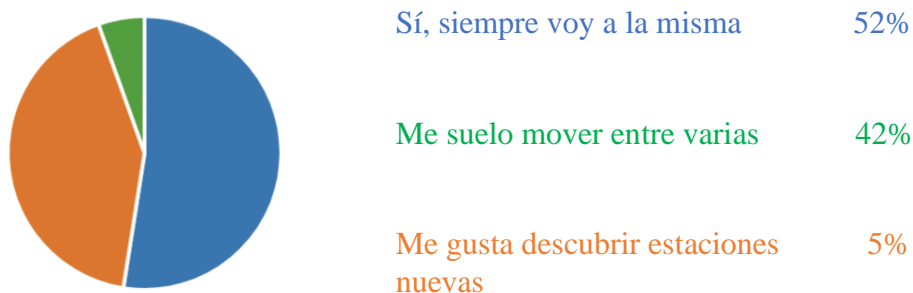 Sí, siempre voy a la misma 52%
Me suelo mover entre varias 42%
Me gusta descubrir estaciones 5%
nuevas